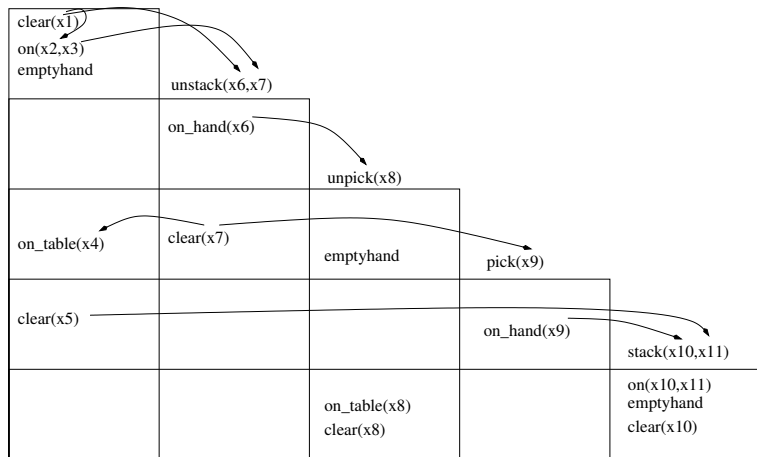 clear(x1)
on(x2,x3)
emptyhand
unstack(x6,x7)
on_hand(x6)
unpick(x8)
on_table(x4)
clear(x7)
emptyhand
pick(x9)
clear(x5)
on_hand(x9)
stack(x10,x11)
on_table(x8)
clear(x8)
on(x10,x11)
emptyhand
clear(x10)